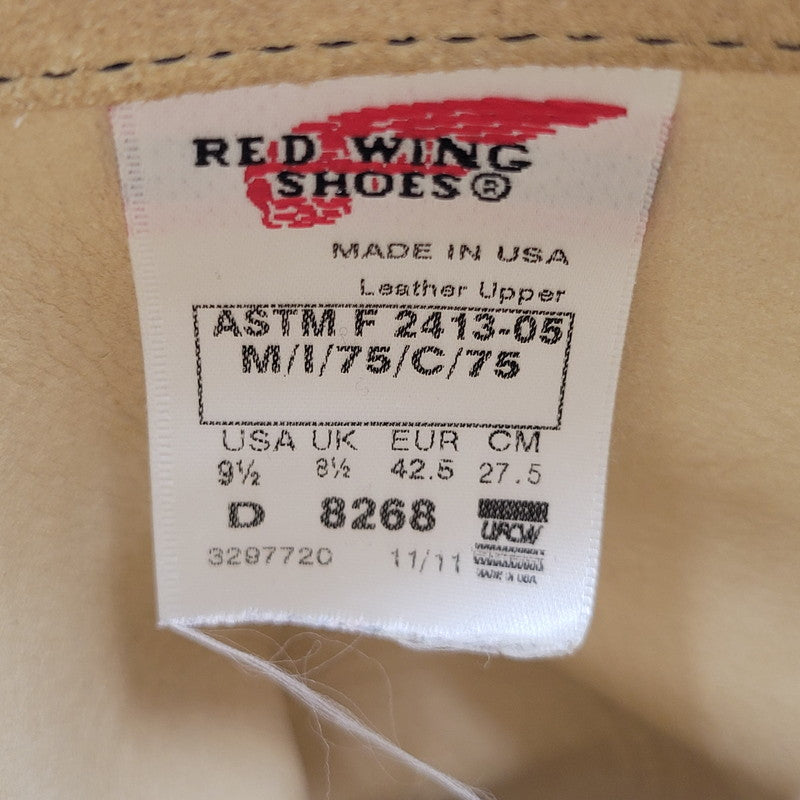 RED WING
SHOES®
MADE IN USA
Leather Upper
ASTM F 2413-05
M/I/75/C/75
USA UK EUR CM
9½ 8½ 42.5 27.5
D 8268
UFCW
3297720 11/11
MADE IN USA